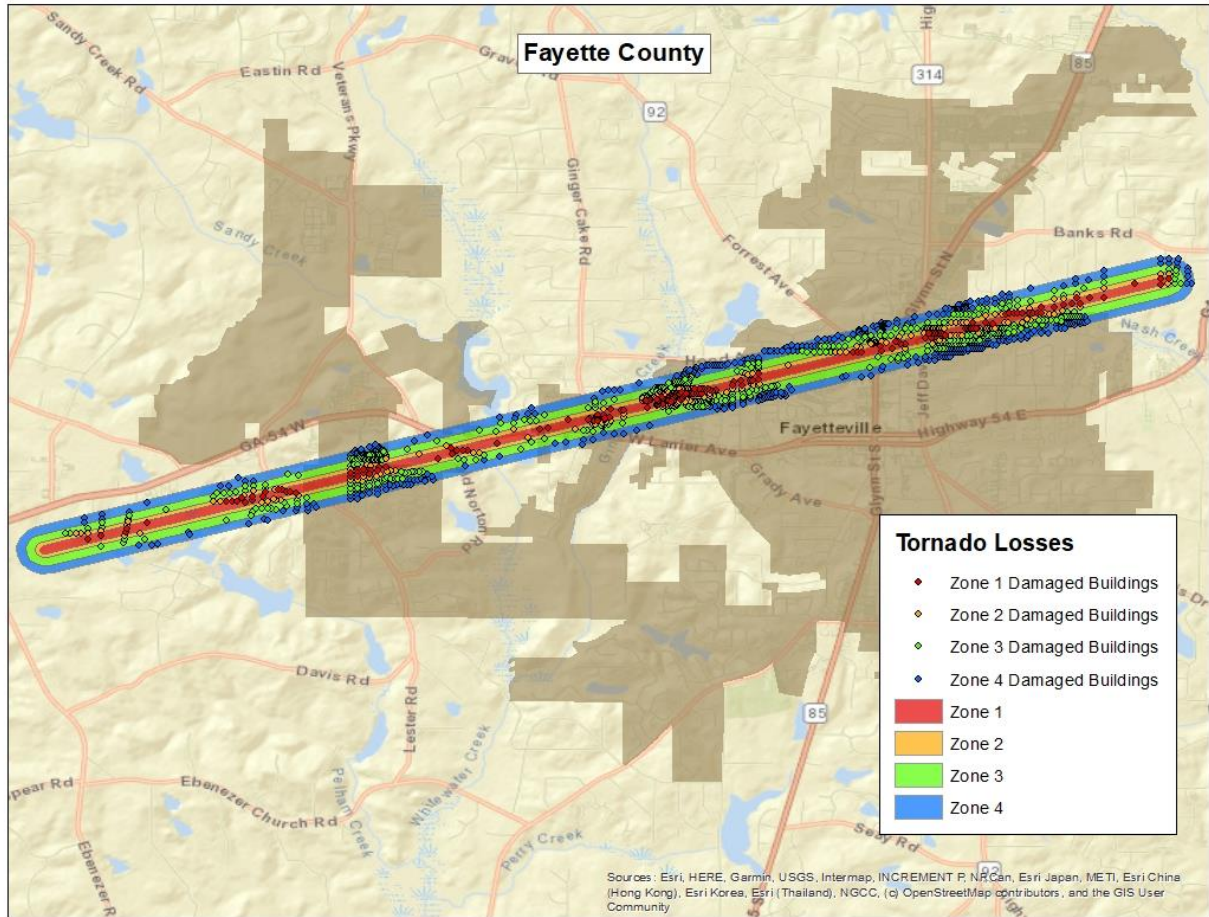 Fayette County
Sandy Creek Rd
Eastin Rd
Veterans Pkwy
92
314
85
Ginger Cake Rd
Sandy Creek
Forrest Ave
Banks Rd
Glynn St N
Nash Creek
Creek
GA-54 W
Fayetteville
Highway 54 E
W Lanier Ave
Grady Ave
Glynn St S
Norton
Rd
Davis Rd
Lester Rd
85
Ebenezer Church Rd
Pelham Creek
Whitewater Creek
Perry Creek
Seay Rd
92
Tornado Losses
Zone 1 Damaged Buildings
Zone 2 Damaged Buildings
Zone 3 Damaged Buildings
Zone 4 Damaged Buildings
Zone 1
Zone 2
Zone 3
Zone 4
Sources: Esri, HERE, Garmin, USGS, Intermap, INCREMENT P, NRCan, Esri Japan, METI, Esri China
(Hong Kong), Esri Korea, Esri (Thailand), NGCC, (c) OpenStreetMap contributors, and the GIS User
Community